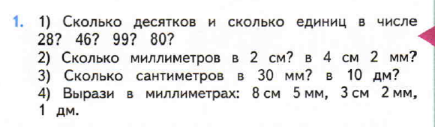 1. 1) Сколько десятков и сколько единиц в числе
28? 46? 99? 80?
2) Сколько миллиметров в 2 см? в 4 см 2 мм?
3) Сколько сантиметров в 30 мм? в 10 дм?
4) Вырази в миллиметрах: 8 см 5 мм, 3 см 2 мм,
1 дм.